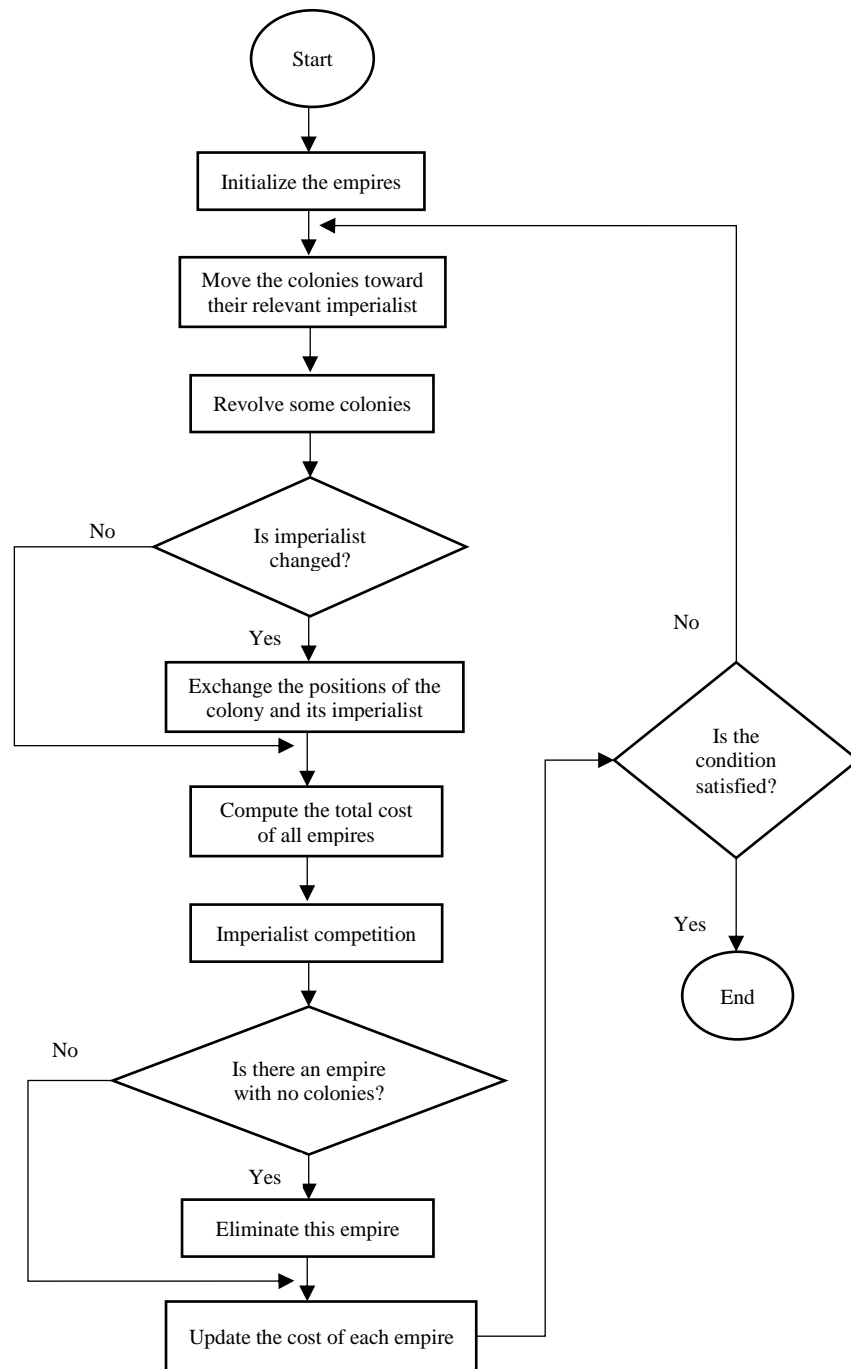 Start
Initialize the empires
Move the colonies toward
their relevant imperialist
Revolve some colonies
No
Is imperialist
changed?
Yes
Exchange the positions of the
colony and its imperialist
Compute the total cost
of all empires
Imperialist competition
No
Is there an empire
with no colonies?
Yes
Eliminate this empire
Update the cost of each empire
No
Is the
condition
satisfied?
Yes
End